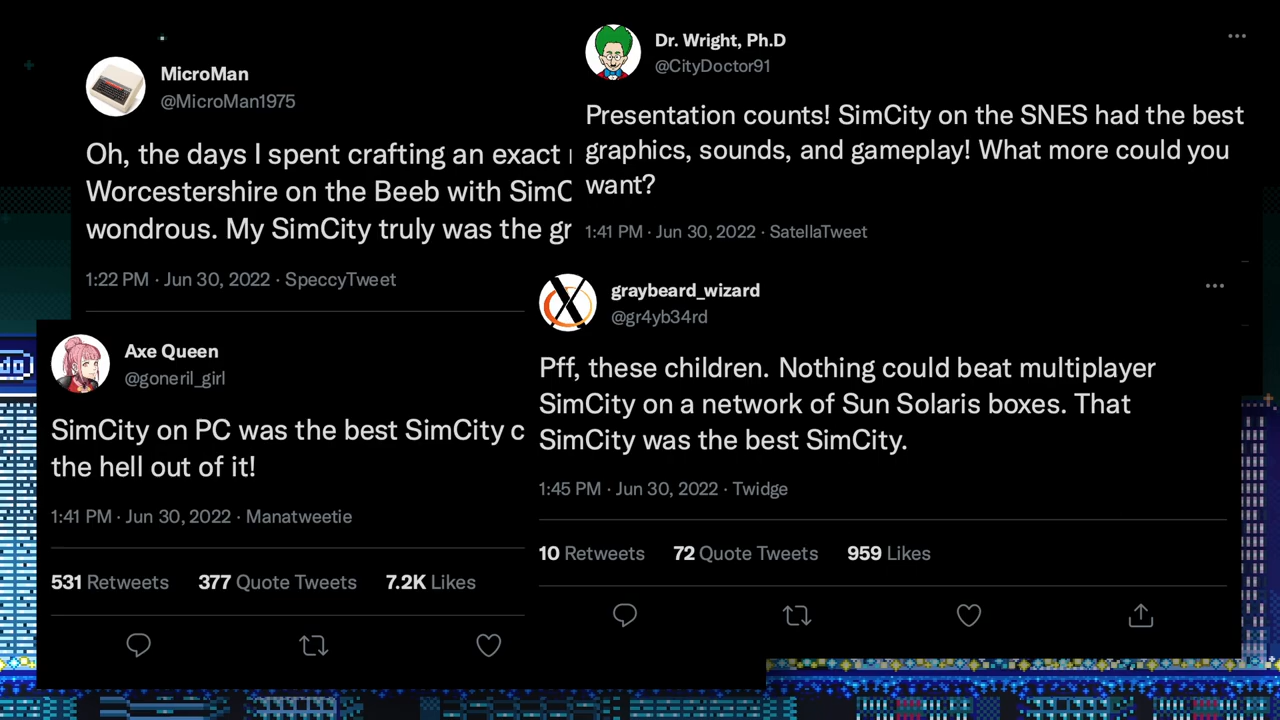 MicroMan
@MicroMan1975
Oh, the days I spent crafting an exact
Worcestershire on the Beeb with SimC
wondrous. My SimCity truly was the gr
1:22 PM · Jun 30, 2022 · SpeccyTweet
Dr. Wright, Ph.D
@CityDoctor91
Presentation counts! SimCity on the SNES had the best
graphics, sounds, and gameplay! What more could you
want?
1:41 PM · Jun 30, 2022 · SatellaTweet
Axe Queen
@goneril_girl
SimCity on PC was the best SimCity c
the hell out of it!
1:41 PM · Jun 30, 2022 · Manatweetie
531 Retweets 377 Quote Tweets 7.2K Likes
graybeard_wizard
@gr4yb34rd
Pff, these children. Nothing could beat multiplayer
SimCity on a network of Sun Solaris boxes. That
SimCity was the best SimCity.
1:45 PM · Jun 30, 2022 · Twidge
10 Retweets 72 Quote Tweets 959 Likes
do